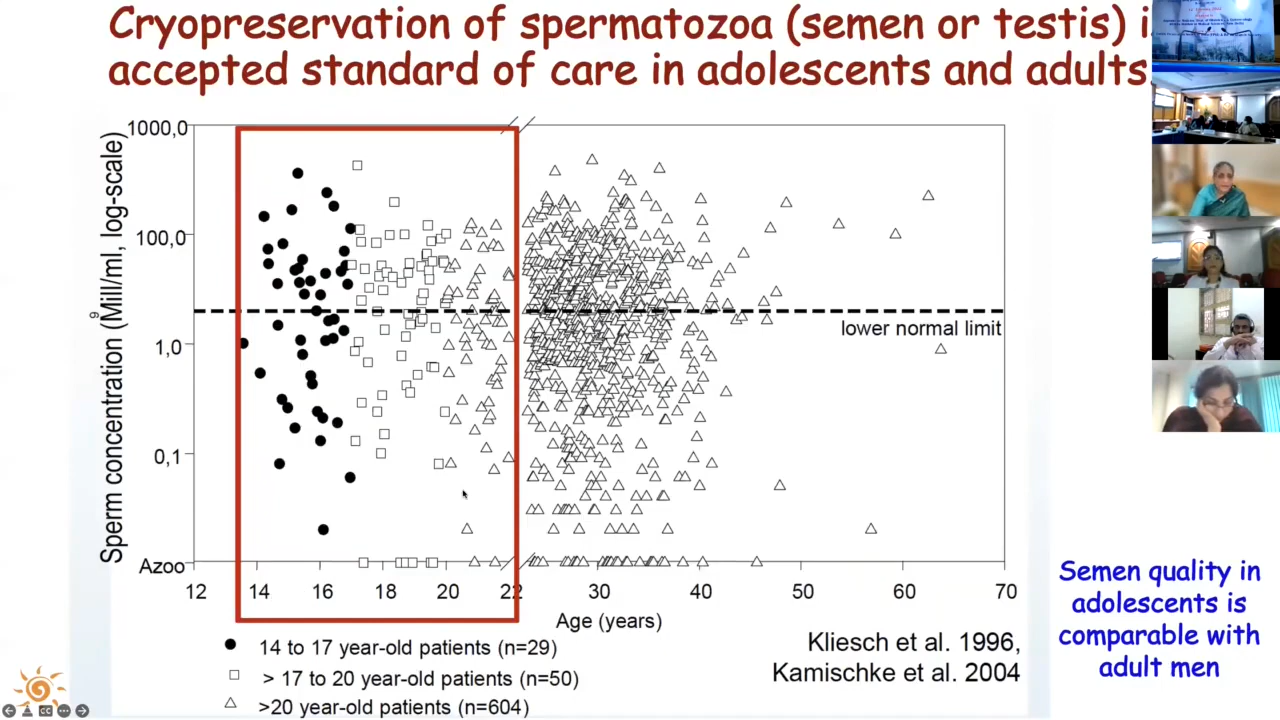 Cryopreservation of spermatozoa (semen or testis) i
accepted standard of care in adolescents and adults
Sperm concentration (Mill/ml, log-scale)
9
1000,0
100,0
1,0
0,1
Azoo
lower normal limit
12 14 16 18 20 22 30 40 50 60 70
Age (years)
14 to 17 year-old patients (n=29)
> 17 to 20 year-old patients (n=50)
>20 year-old patients (n=604)
Kliesch et al. 1996,
Kamischke et al. 2004
Semen quality in
adolescents is
comparable with
adult men
CC